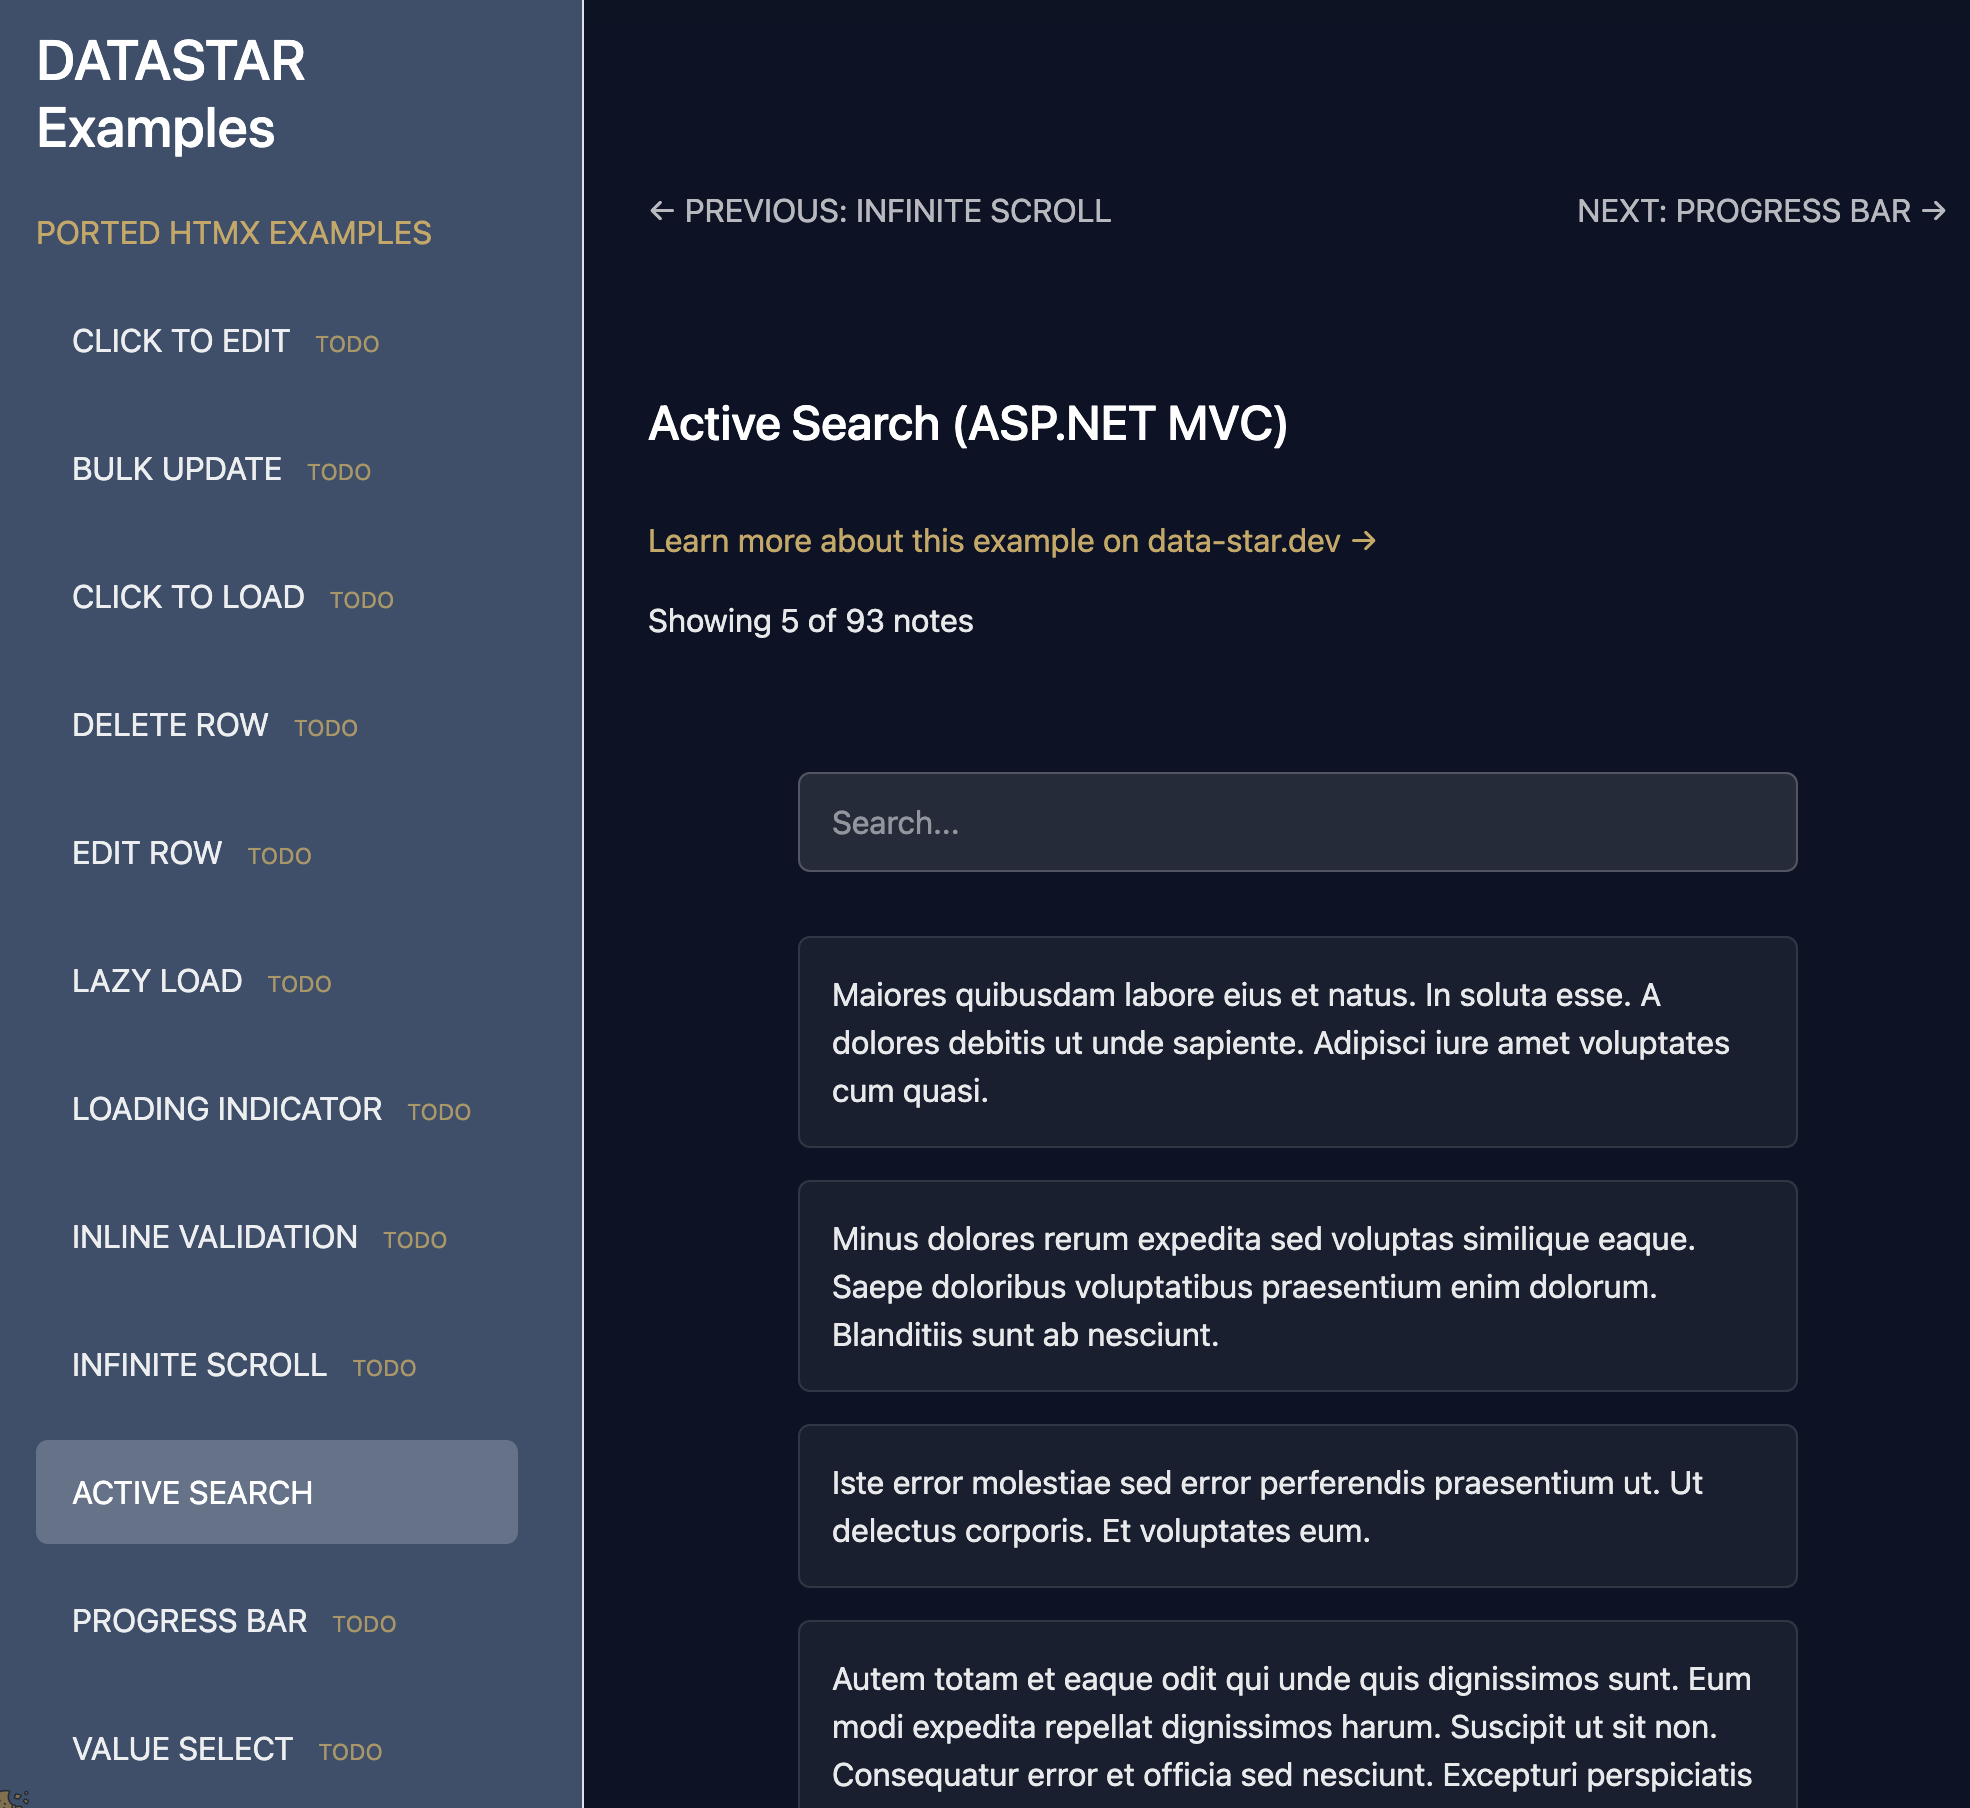 DATASTAR
Examples
PORTED HTMX EXAMPLES
CLICK TO EDIT TODO
BULK UPDATE TODO
CLICK TO LOAD TODO
DELETE ROW TODO
EDIT ROW TODO
LAZY LOAD TODO
LOADING INDICATOR TODO
INLINE VALIDATION TODO
INFINITE SCROLL TODO
ACTIVE SEARCH
PROGRESS BAR TODO
VALUE SELECT TODO
← PREVIOUS: INFINITE SCROLL
NEXT: PROGRESS BAR →
Active Search (ASP.NET MVC)
Learn more about this example on data-star.dev →
Showing 5 of 93 notes
Search...
Maiores quibusdam labore eius et natus. In soluta esse. A
dolores debitis ut unde sapiente. Adipisci iure amet voluptates
cum quasi.
Minus dolores rerum expedita sed voluptas similique eaque.
Saepe doloribus voluptatibus praesentium enim dolorum.
Blanditiis sunt ab nesciunt.
Iste error molestiae sed error perferendis praesentium ut. Ut
delectus corporis. Et voluptates eum.
Autem totam et eaque odit qui unde quis dignissimos sunt. Eum
modi expedita repellat dignissimos harum. Suscipit ut sit non.
Consequatur error et officia sed nesciunt. Excepturi perspiciatis